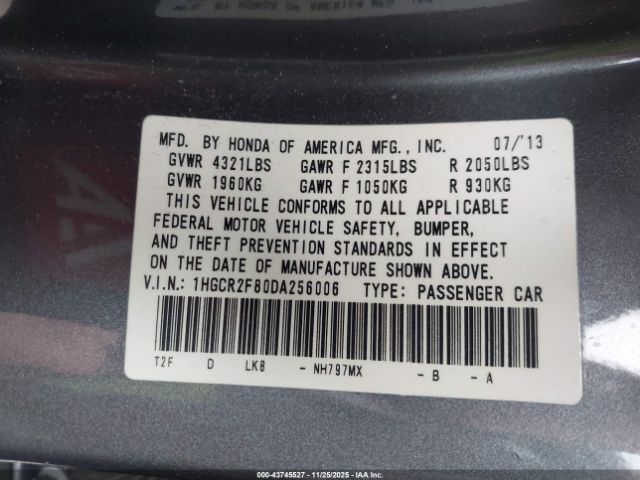 MFD. BY HONDA OF AMERICA MFG., INC. 07/'13
GVWR 4321LBS GAWR F 2315LBS R 2050LBS
GVWR 1960KG GAWR F 1050KG R 930KG
THIS VEHICLE CONFORMS TO ALL APPLICABLE
FEDERAL MOTOR VEHICLE SAFETY, BUMPER,
AND THEFT PREVENTION STANDARDS IN EFFECT
ON THE DATE OF MANUFACTURE SHOWN ABOVE.
V.I.N.: 1HGCR2F80DA256006 TYPE: PASSENGER CAR
T2F D LK8 - NH797MX - B - A
0-43745527 - 11/25/2025 - IAA Inc.